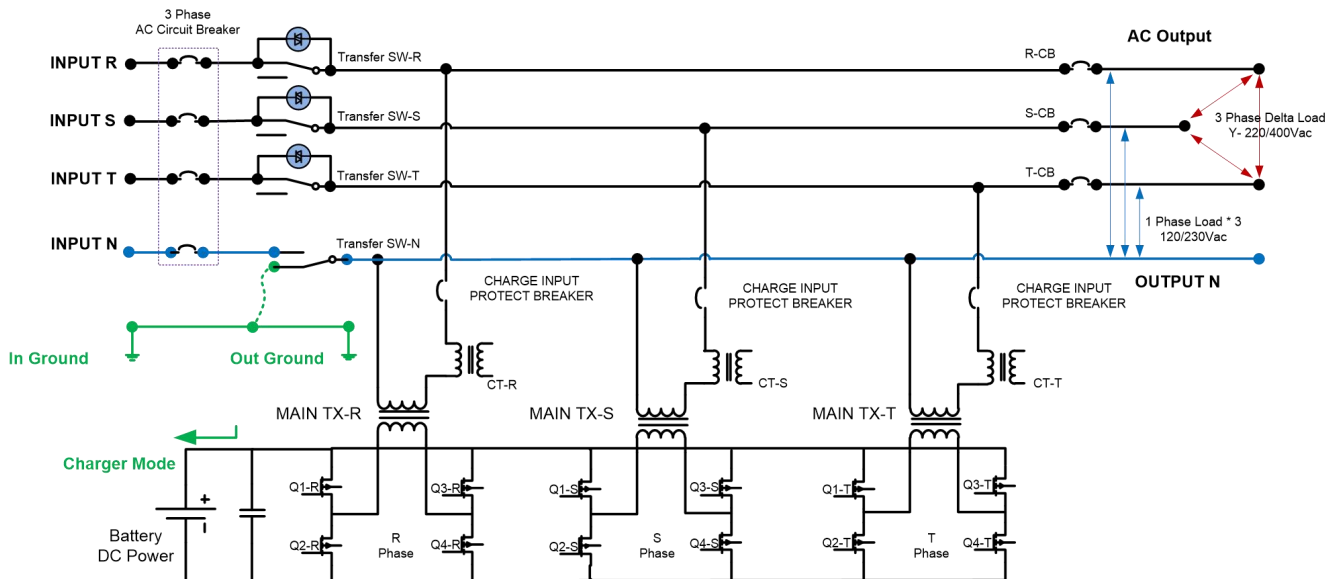 3 Phase
AC Circuit Breaker
INPUT R
Transfer SW-R
R-CB
AC Output
INPUT S
Transfer SW-S
S-CB
3 Phase Delta Load
Y- 220/400Vac
INPUT T
Transfer SW-T
T-CB
1 Phase Load * 3
120/230Vac
INPUT N
Transfer SW-N
OUTPUT N
CHARGE INPUT
PROTECT BREAKER
CHARGE INPUT
PROTECT BREAKER
CHARGE INPUT
PROTECT BREAKER
In Ground
Out Ground
CT-R
CT-S
CT-T
MAIN TX-R
MAIN TX-S
MAIN TX-T
Charger Mode
Q1-R
Q3-R
Q1-S
Q3-S
Q1-T
Q3-T
+
–
Battery
DC Power
Q2-R
R
Phase
Q4-R
Q2-S
S
Phase
Q4-S
Q2-T
T
Phase
Q4-T